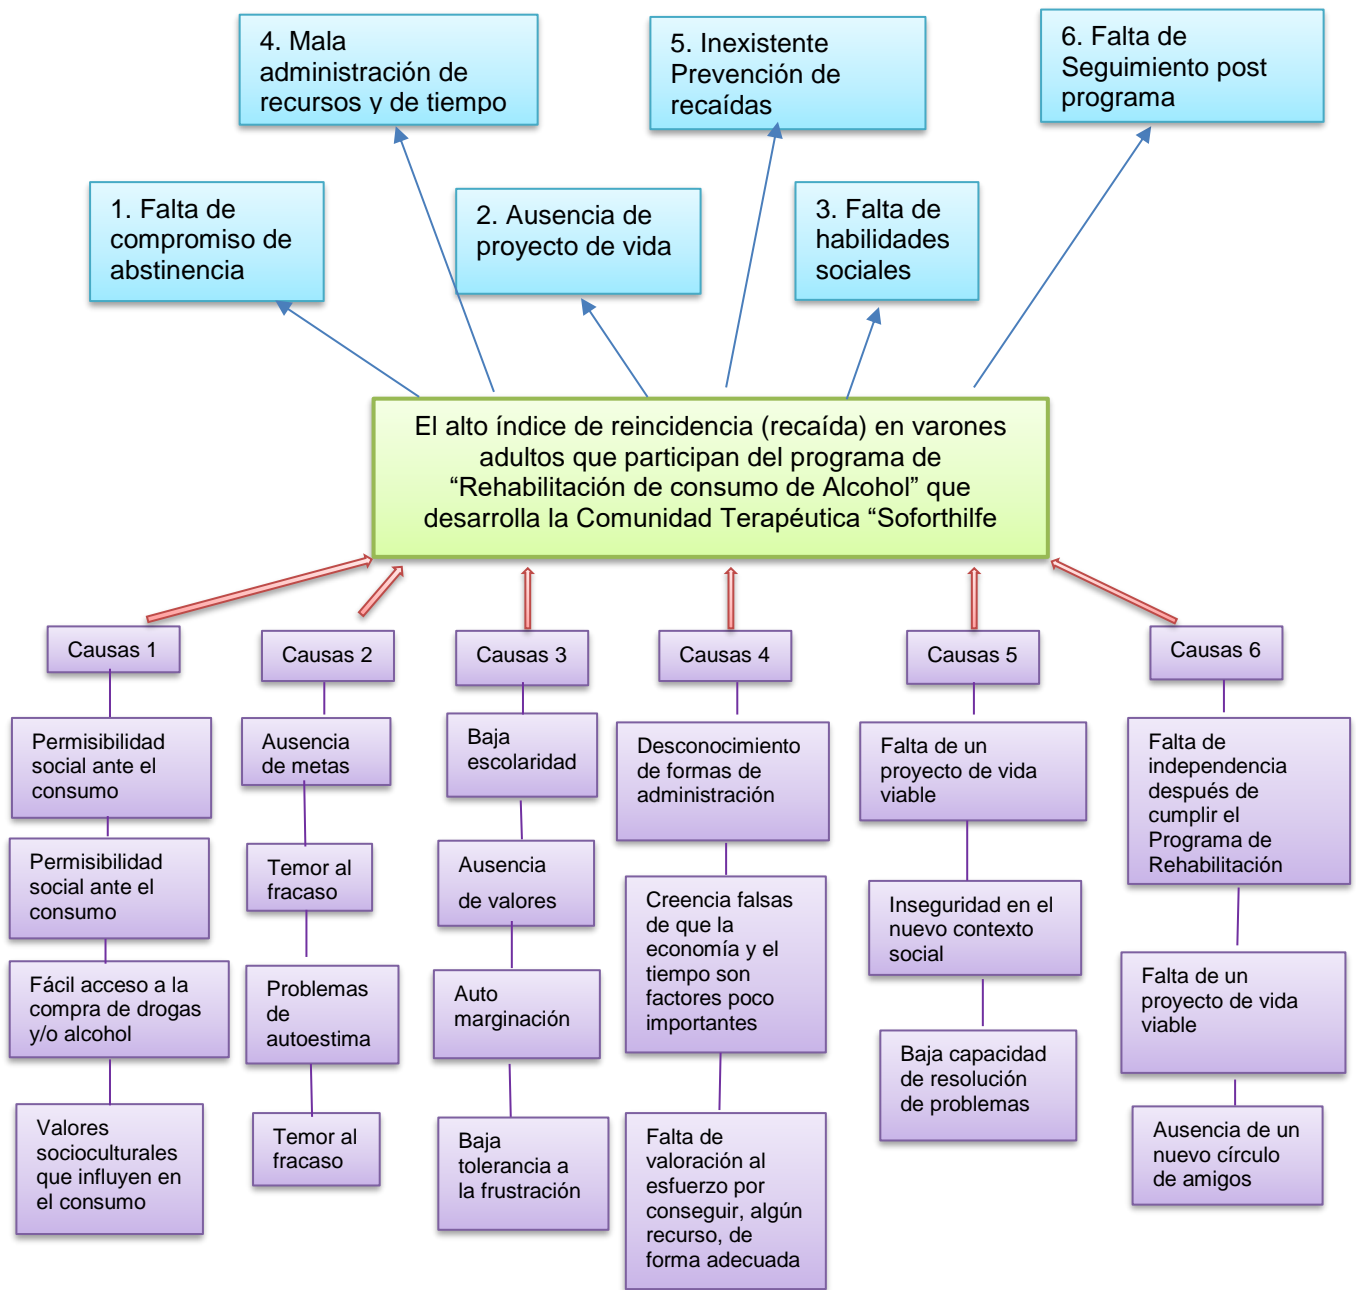 4. Mala
administración de
recursos y de tiempo
5. Inexistente
Prevención de
recaídas
6. Falta de
Seguimiento post
programa
1. Falta de
compromiso de
abstinencia
2. Ausencia de
proyecto de vida
3. Falta de
habilidades
sociales
El alto índice de reincidencia (recaída) en varones
adultos que participan del programa de
“Rehabilitación de consumo de Alcohol” que
desarrolla la Comunidad Terapéutica “Soforthilfe
Causas 1
Causas 2
Causas 3
Causas 4
Causas 5
Causas 6
Permisibilidad
social ante el
consumo
Permisibilidad
social ante el
consumo
Fácil acceso a la
compra de drogas
y/o alcohol
Valores
socioculturales
que influyen en
el consumo
Ausencia
de metas
Temor al
fracaso
Problemas
de
autoestima
Temor al
fracaso
Baja
escolaridad
Ausencia
de valores
Auto
marginación
Baja
tolerancia a
la frustración
Desconocimiento
de formas de
administración
Creencia falsas
de que la
economía y el
tiempo son
factores poco
importantes
Falta de
valoración al
esfuerzo por
conseguir, algún
recurso, de
forma adecuada
Falta de un
proyecto de vida
viable
Inseguridad en el
nuevo contexto
social
Baja capacidad
de resolución
de problemas
Falta de
independencia
después de
cumplir el
Programa de
Rehabilitación
Falta de un
proyecto de vida
viable
Ausencia de un
nuevo círculo
de amigos